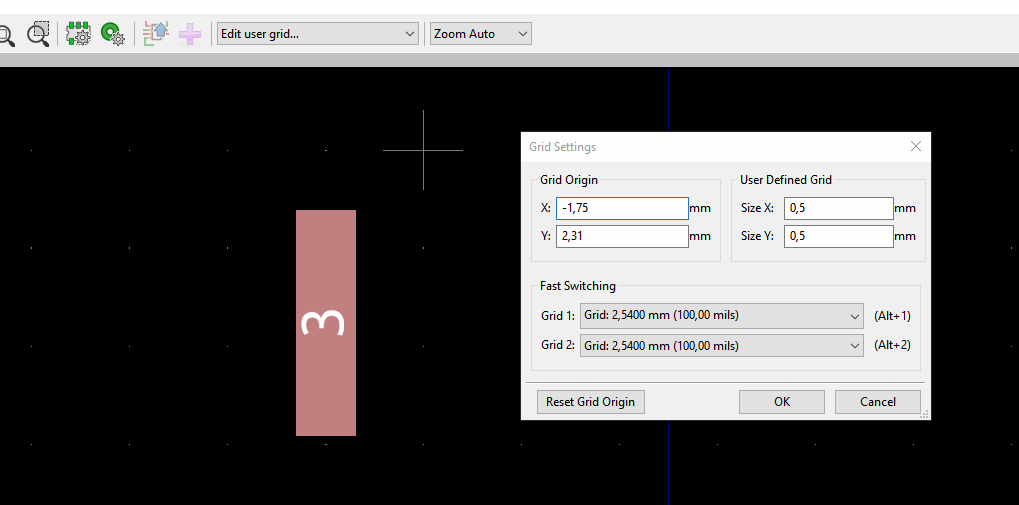 Edit user grid...
Zoom Auto
Grid Settings
Grid Origin
X: -1,75 mm
Y: 2,31 mm
User Defined Grid
Size X: 0,5 mm
Size Y: 0,5 mm
Fast Switching
Grid 1: Grid: 2,5400 mm (100,00 mils) (Alt+1)
Grid 2: Grid: 2,5400 mm (100,00 mils) (Alt+2)
Reset Grid Origin
OK
Cancel
3